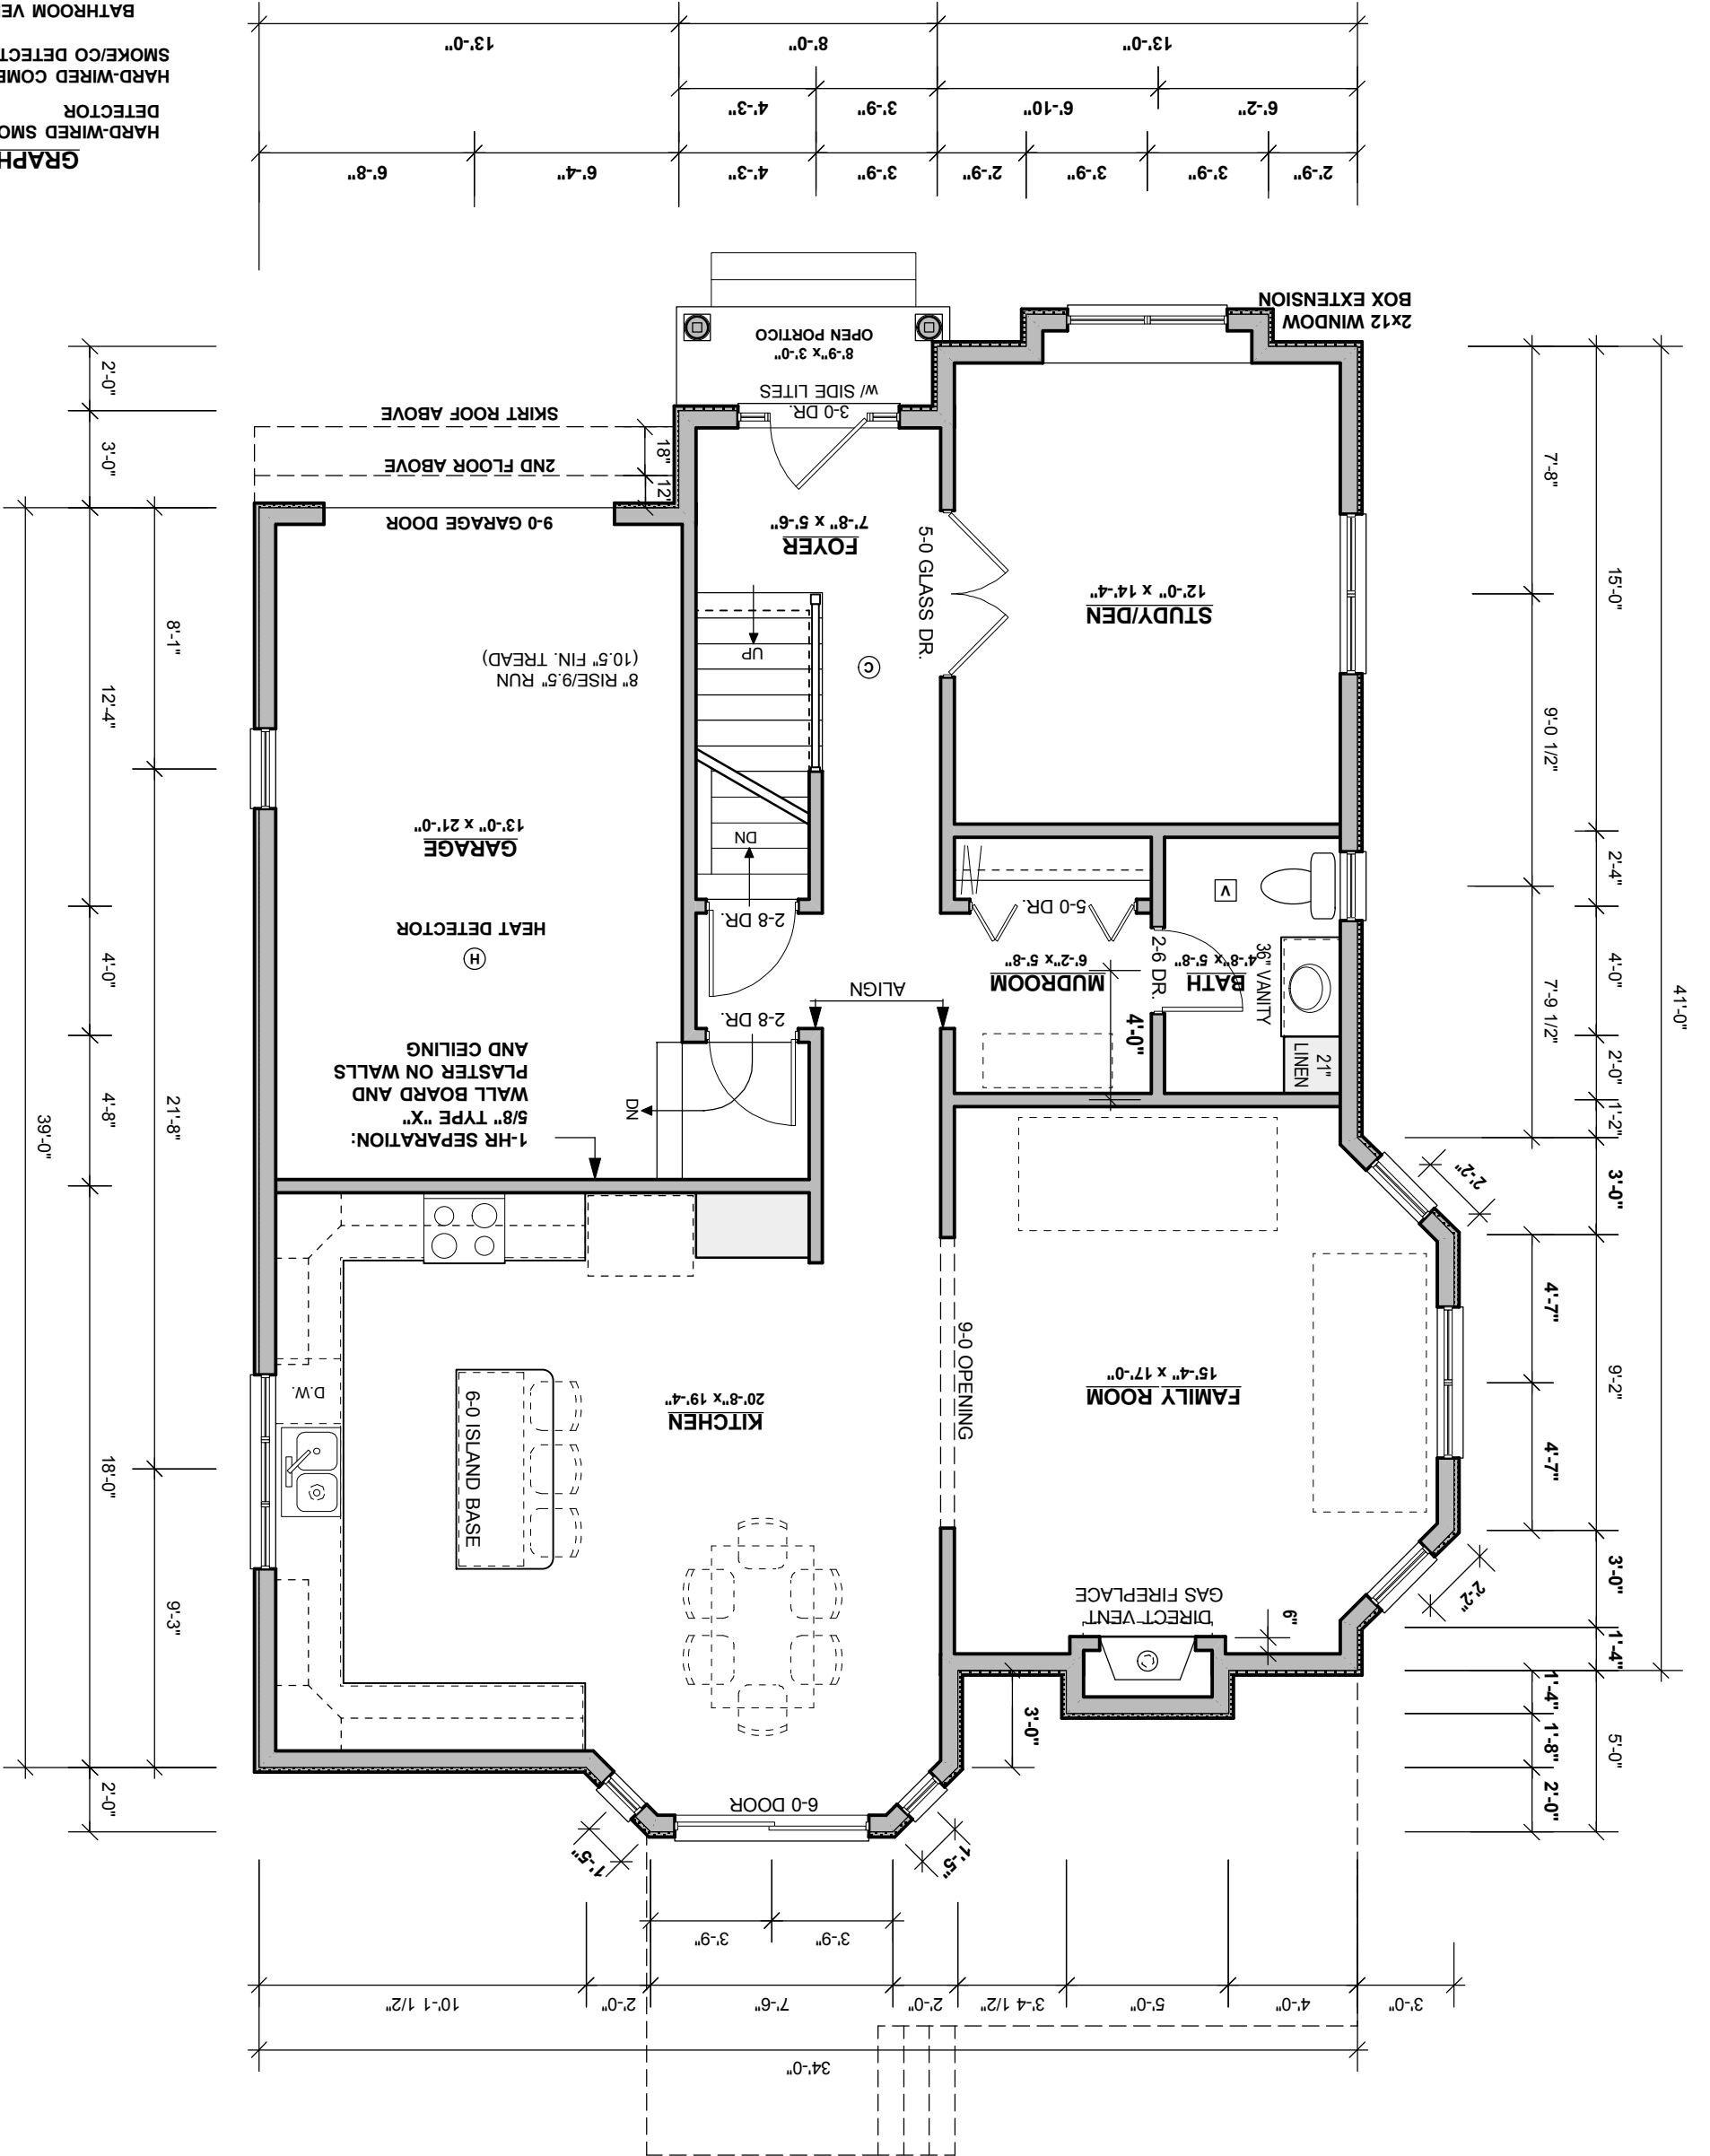 34'-0"
3'-0"
4'-0"
5'-0"
3'-4 1/2"
2'-0"
7'-6"
2'-0"
10'-1 1/2"
3'-9"
3'-9"
1'-5"
1'-5"
6-0 DOOR
2'-0"
1'-8"
1'-4"
5'-0"
3'-0"
2'-0"
1'-4"
3'-0"
9'-2"
3'-0"
1'-2"
2'-0"
4'-0"
2'-4"
15'-0"
41'-0"
4'-7"
4'-7"
7'-9 1/2"
9'-0 1/2"
7'-8"
2'-2"
2'-2"
6"
DIRECT VENT
GAS FIREPLACE
FAMILY ROOM
15'-4" x 17'-0"
9-0 OPENING
KITCHEN
20'-8"x 19'-4"
6-0 ISLAND BASE
D.W.
9'-3"
21'-8"
8'-1"
18'-0"
4'-8"
4'-0"
12'-4"
3'-0"
2'-0"
39'-0"
1-HR SEPARATION:
5/8" TYPE "X"
WALL BOARD AND
PLASTER ON WALLS
AND CEILING
DN
2-8 DR.
2-8 DR.
ALIGN
21"
LINEN
36" VANITY
BATH
4'-8"x 5'-8"
2-6 DR.
4'-0"
MUDROOM
6'-2"x 5'-8"
5-0 DR.
V
H
HEAT DETECTOR
GARAGE
13'-0" x 21'-0"
DN
UP
8" RISE/9.5" RUN
(10.5" FIN. TREAD)
C
STUDY/DEN
12'-0" x 14'-4"
5-0 GLASS DR.
FOYER
7'-8" x 5'-6"
9-0 GARAGE DOOR
12"
18"
2ND FLOOR ABOVE
SKIRT ROOF ABOVE
3-0 DR.
W/ SIDE LITES
8'-9"x 3'-0"
OPEN PORTICO
2x12 WINDOW
BOX EXTENSION
2'-9"
3'-9"
3'-9"
2'-9"
3'-9"
4'-3"
6'-4"
6'-8"
6'-2"
6'-10"
3'-9"
4'-3"
13'-0"
8'-0"
13'-0"
GRAPH
HARD-WIRED SMO
DETECTOR
HARD-WIRED COMB
SMOKE/CO DETECT
BATHROOM VE